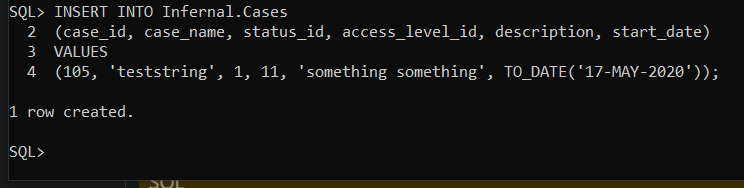 SQL> INSERT INTO Infernal.Cases
2 (case_id, case_name, status_id, access_level_id, description, start_date)
3 VALUES
4 (105, 'teststring', 1, 11, 'something something', TO_DATE('17-MAY-2020'));
1 row created.
SQL>
SQL